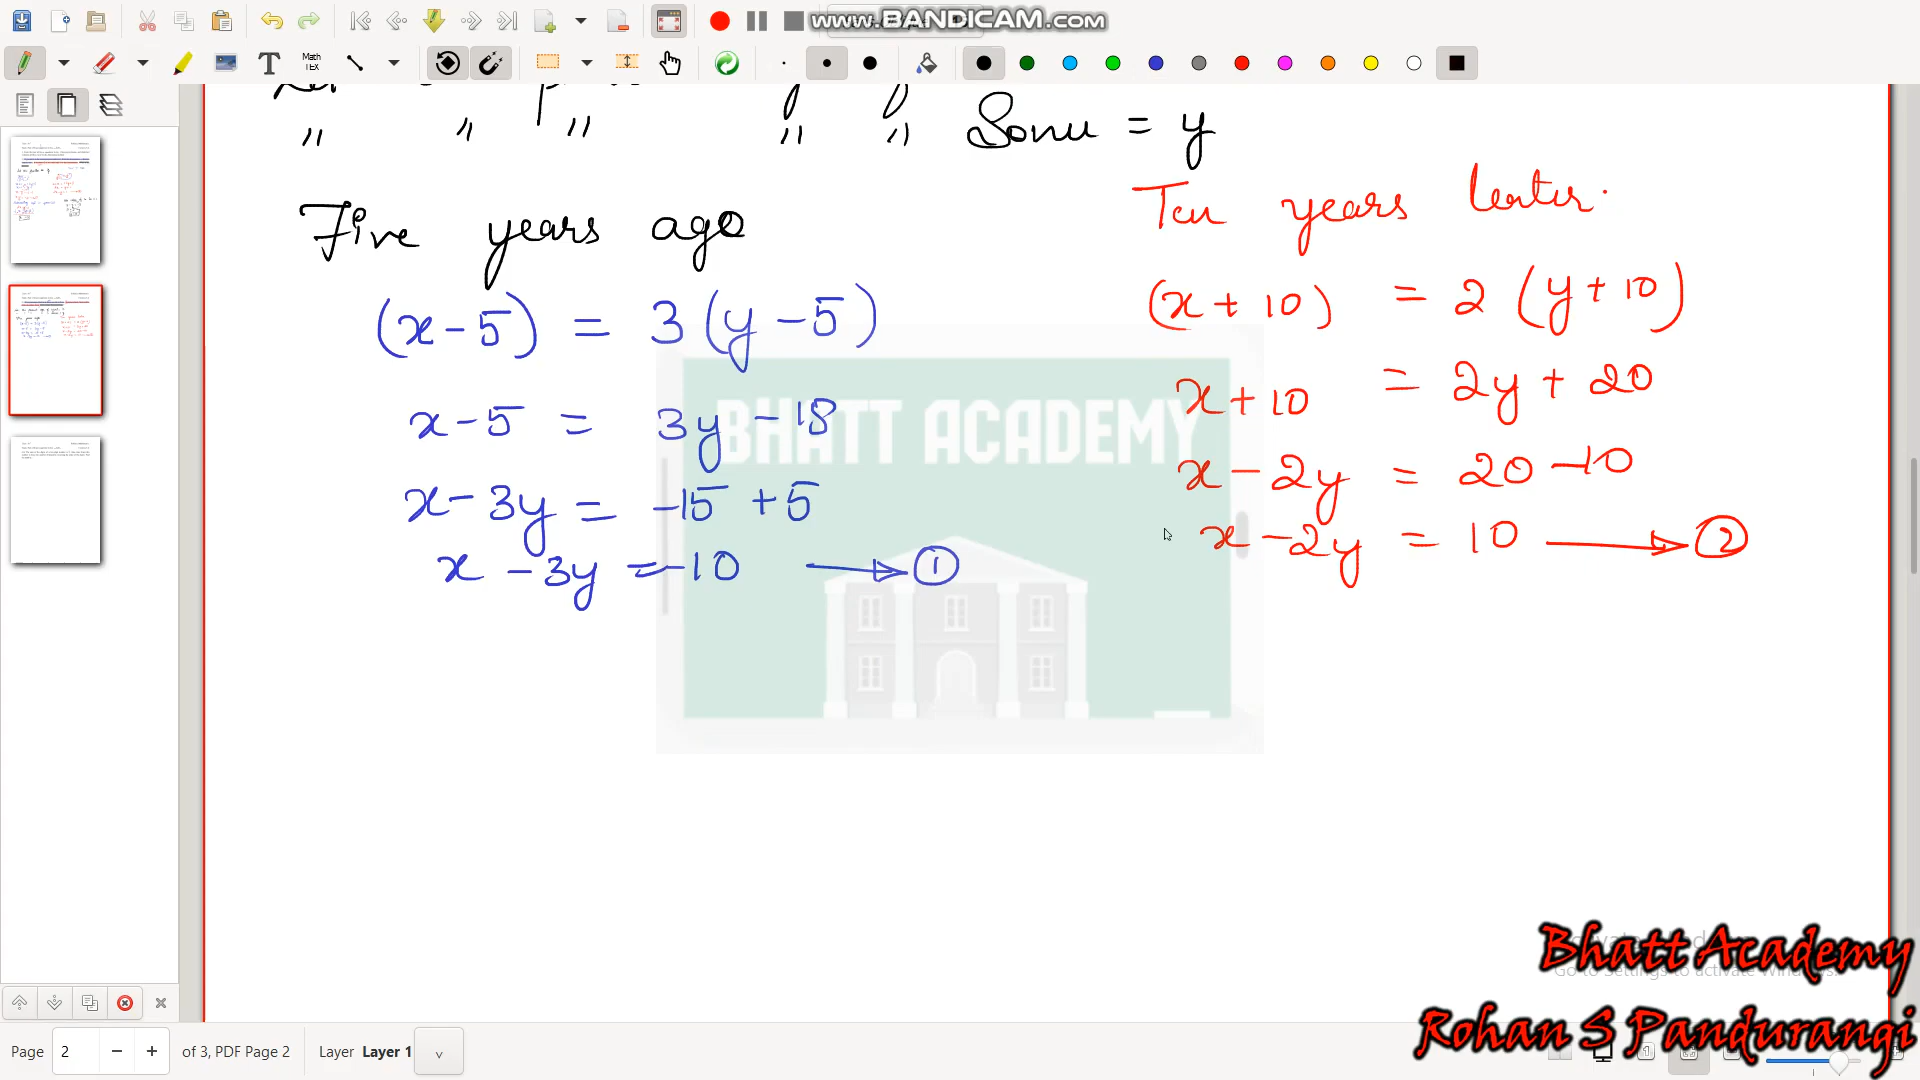 www.BANDICAM.com
Math
TEX
" " " " " Sonu = y
Five years ago
(x - 5) = 3 (y - 5)
x - 5 = 3y - 18
x - 3y = -15 + 5
x - 3y = -10 → ①
Ten years later.
(x + 10) = 2 (y + 10)
x + 10 = 2y + 20
x - 2y = 20 - 10
x - 2y = 10 → ②
BHATT ACADEMY
Bhatt Academy
Rohan S Pandurangi
Page 2 of 3, PDF Page 2 Layer Layer 1